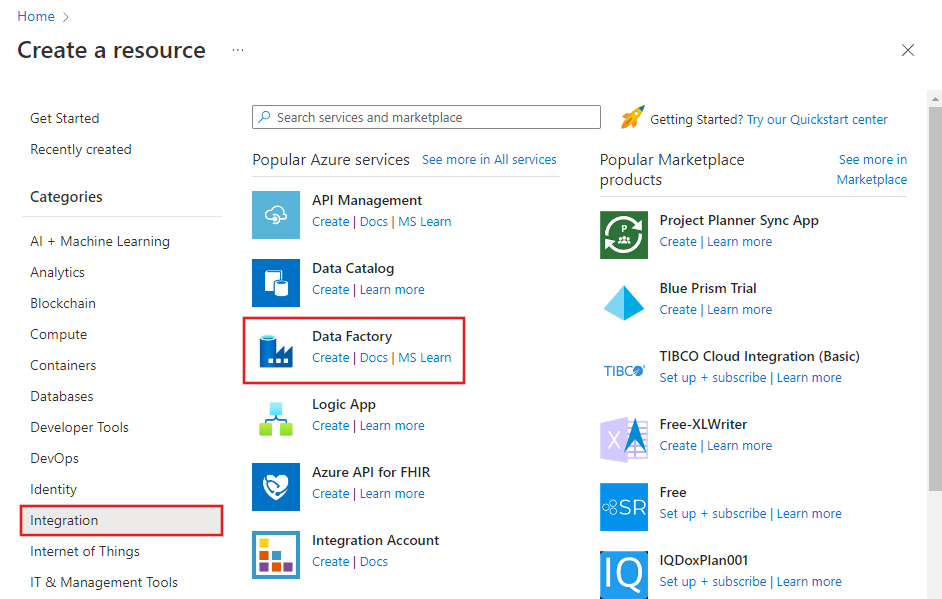 Home
Create a resource
...
Get Started
Recently created
Categories
AI + Machine Learning
Analytics
Blockchain
Compute
Containers
Databases
Developer Tools
DevOps
Identity
Integration
Internet of Things
IT & Management Tools
Search services and marketplace
Getting Started? Try our Quickstart center
Popular Azure services See more in All services
API Management
Create | Docs | MS Learn
Data Catalog
Create | Learn more
Data Factory
Create | Docs | MS Learn
Logic App
Create | Learn more
Azure API for FHIR
Create | Learn more
Integration Account
Create | Docs
Popular Marketplace
products
See more in
Marketplace
P
Project Planner Sync App
Create | Learn more
Blue Prism Trial
Create | Learn more
TIBCO
TIBCO Cloud Integration (Basic)
Set up + subscribe | Learn more
X
Free-XLWriter
Create | Learn more
SR
Free
Set up + subscribe | Learn more
IQ
IQDoxPlan001
Set up + subscribe | Learn more